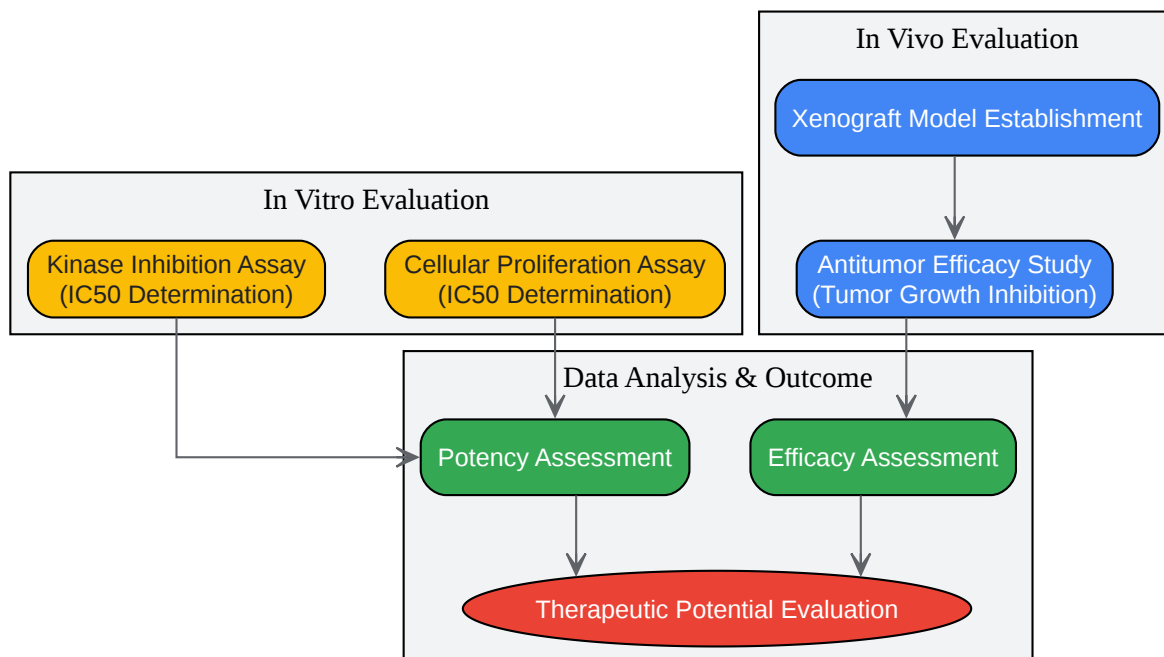 In Vivo Evaluation
Xenograft Model Establishment
In Vitro Evaluation
Kinase Inhibition Assay
(IC50 Determination)
Cellular Proliferation Assay
(IC50 Determination)
Antitumor Efficacy Study
(Tumor Growth Inhibition)
Data Analysis & Outcome
Potency Assessment
Efficacy Assessment
Therapeutic Potential Evaluation